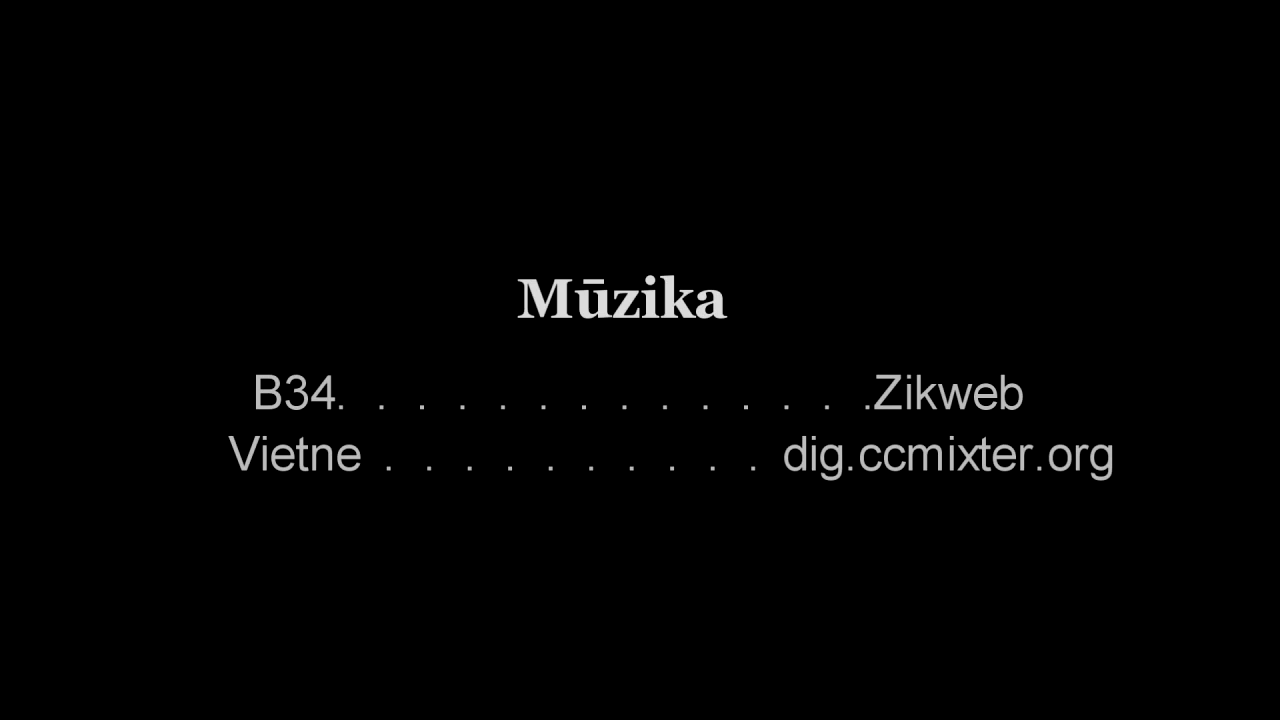 Mūzika
B34. . . . . . . . . . . . . .Zikweb
Vietne . . . . . . . . . . dig.ccmixter.org